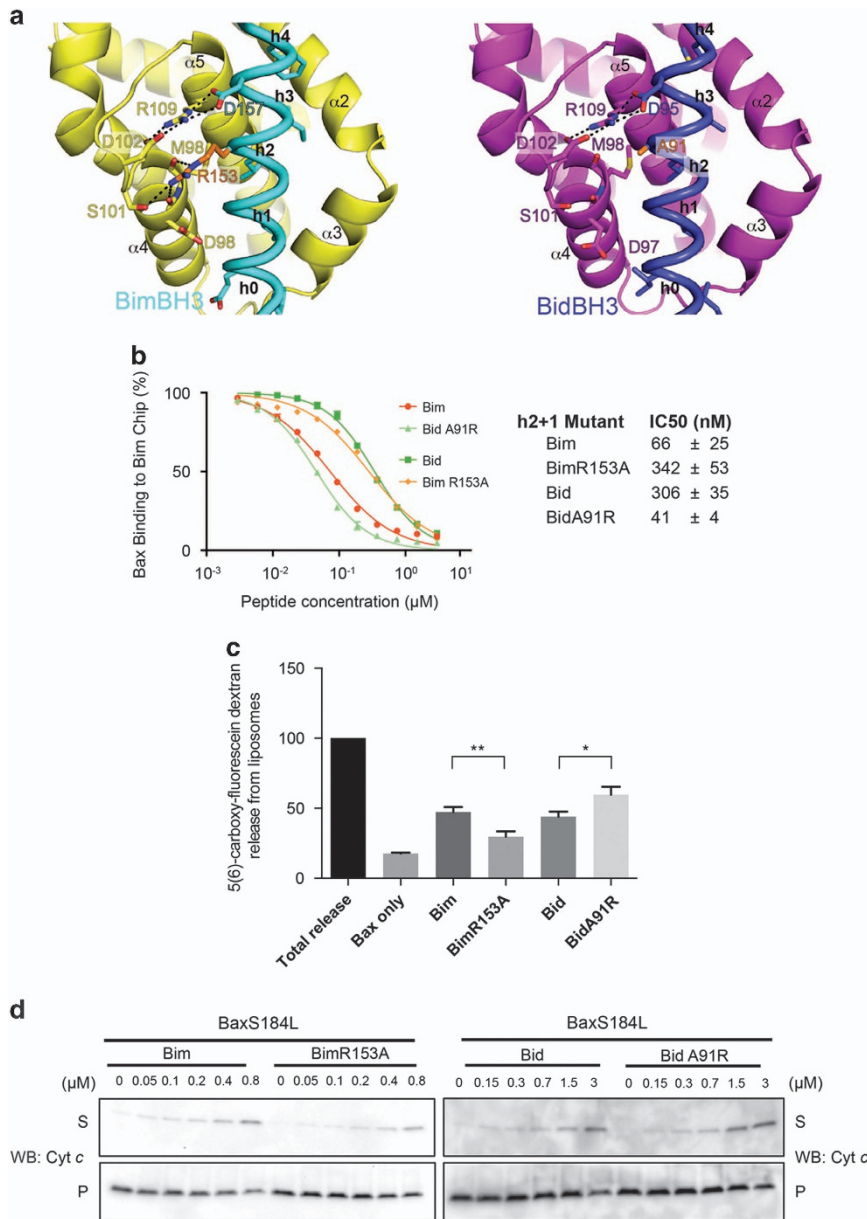 a
h4
α5
R109
D157
h3
α2
D102
M98
h2
R153
S101
h1
α4
D98
α3
h0
BimBH3
h4
α5
R109
D95
h3
α2
D102
M98
A91
h2
S101
h1
α4
D97
α3
h0
BidBH3
b
Bax Binding to Bim Chip (%)
100
50
0
10-3
10-2
10-1
100
101
Peptide concentration (µM)
Bim
Bid A91R
Bid
Bim R153A
h2+1 Mutant IC50 (nM)
Bim 66 ± 25
BimR153A 342 ± 53
Bid 306 ± 35
BidA91R 41 ± 4
c
5(6)-carboxy-fluorescein dextran
release from liposomes
150
100
50
0
**
*
Total release
Bax only
Bim
BimR153A
Bid
BidA91R
d
BaxS184L
BaxS184L
Bim
BimR153A
Bid
Bid A91R
(µM) 0 0.05 0.1 0.2 0.4 0.8 0 0.05 0.1 0.2 0.4 0.8
0 0.15 0.3 0.7 1.5 3 0 0.15 0.3 0.7 1.5 3 (µM)
S
S
WB: Cyt c
WB: Cyt c
P
P